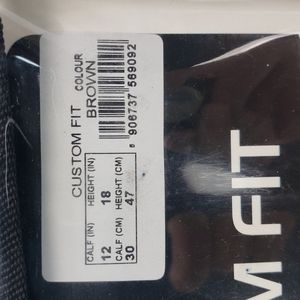 CUSTOM FIT
COLOUR
BROWN
5 906737 569092
CALF (IN) HEIGHT (IN)
12 18
CALF (CM) HEIGHT (CM)
30 47
M FIT